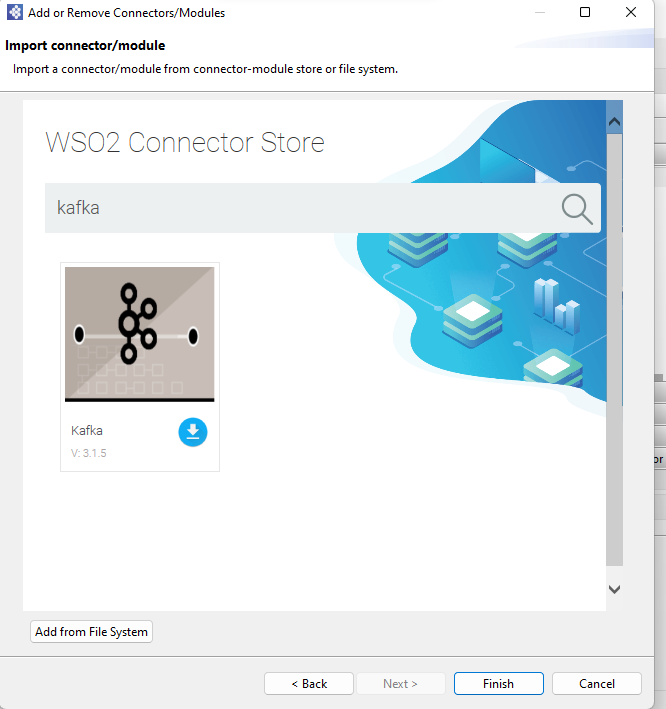 Add or Remove Connectors/Modules
Import connector/module
Import a connector/module from connector-module store or file system.
WSO2 Connector Store
kafka
Kafka
V: 3.1.5
or
Add from File System
< Back
Next >
Finish
Cancel